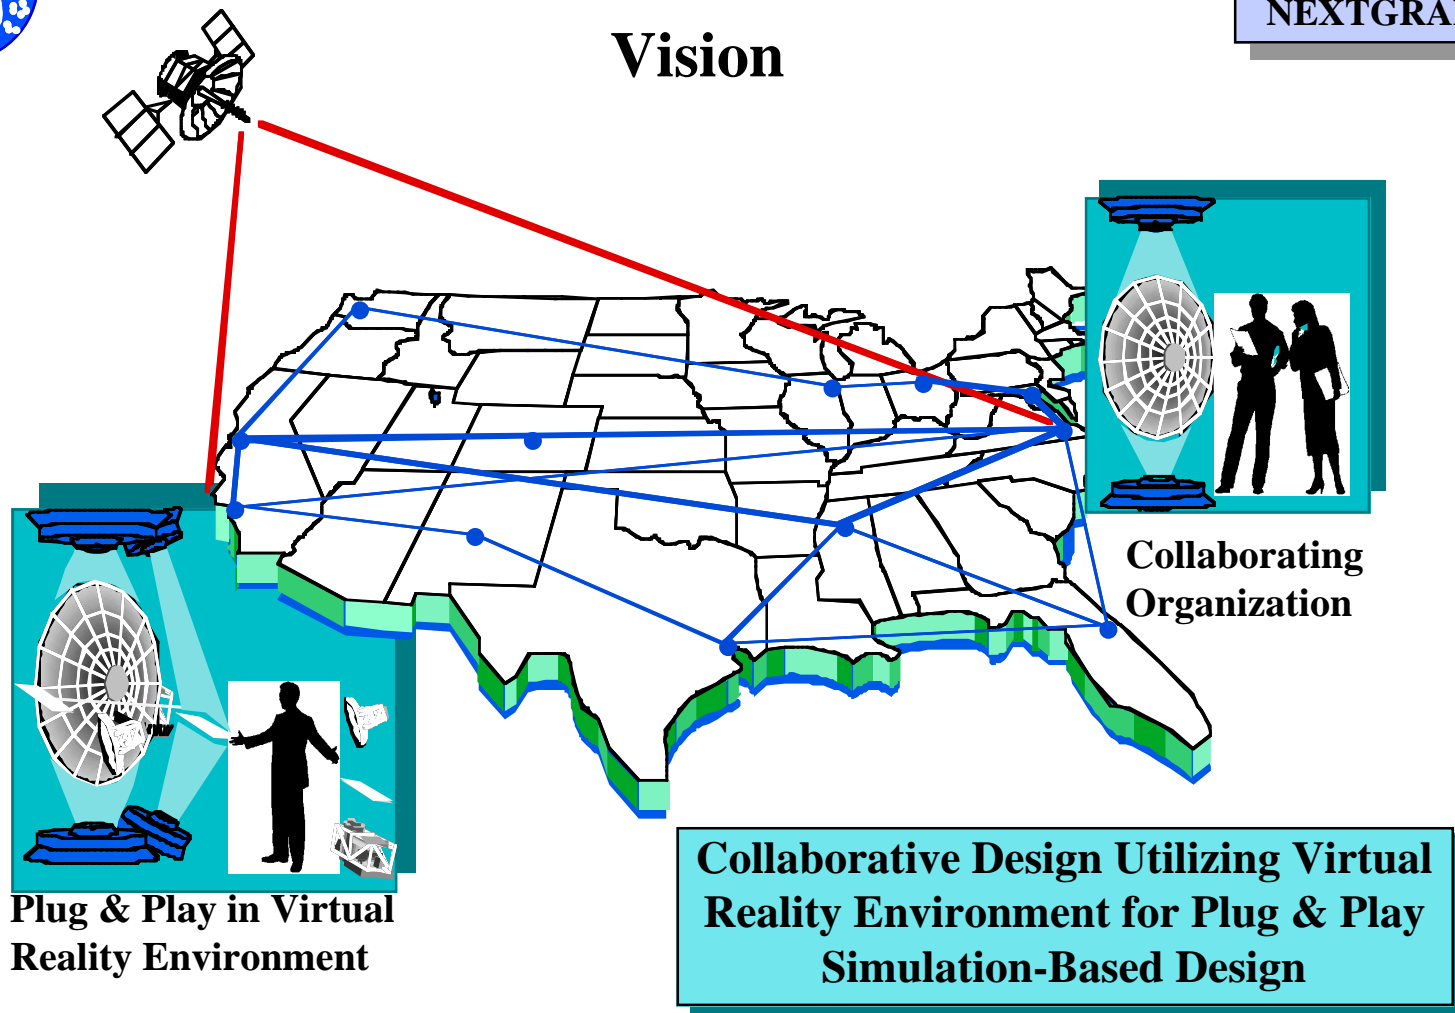 Vision
Collaborating
Organization
Plug & Play in Virtual
Reality Environment
Collaborative Design Utilizing Virtual
Reality Environment for Plug & Play
Simulation-Based Design